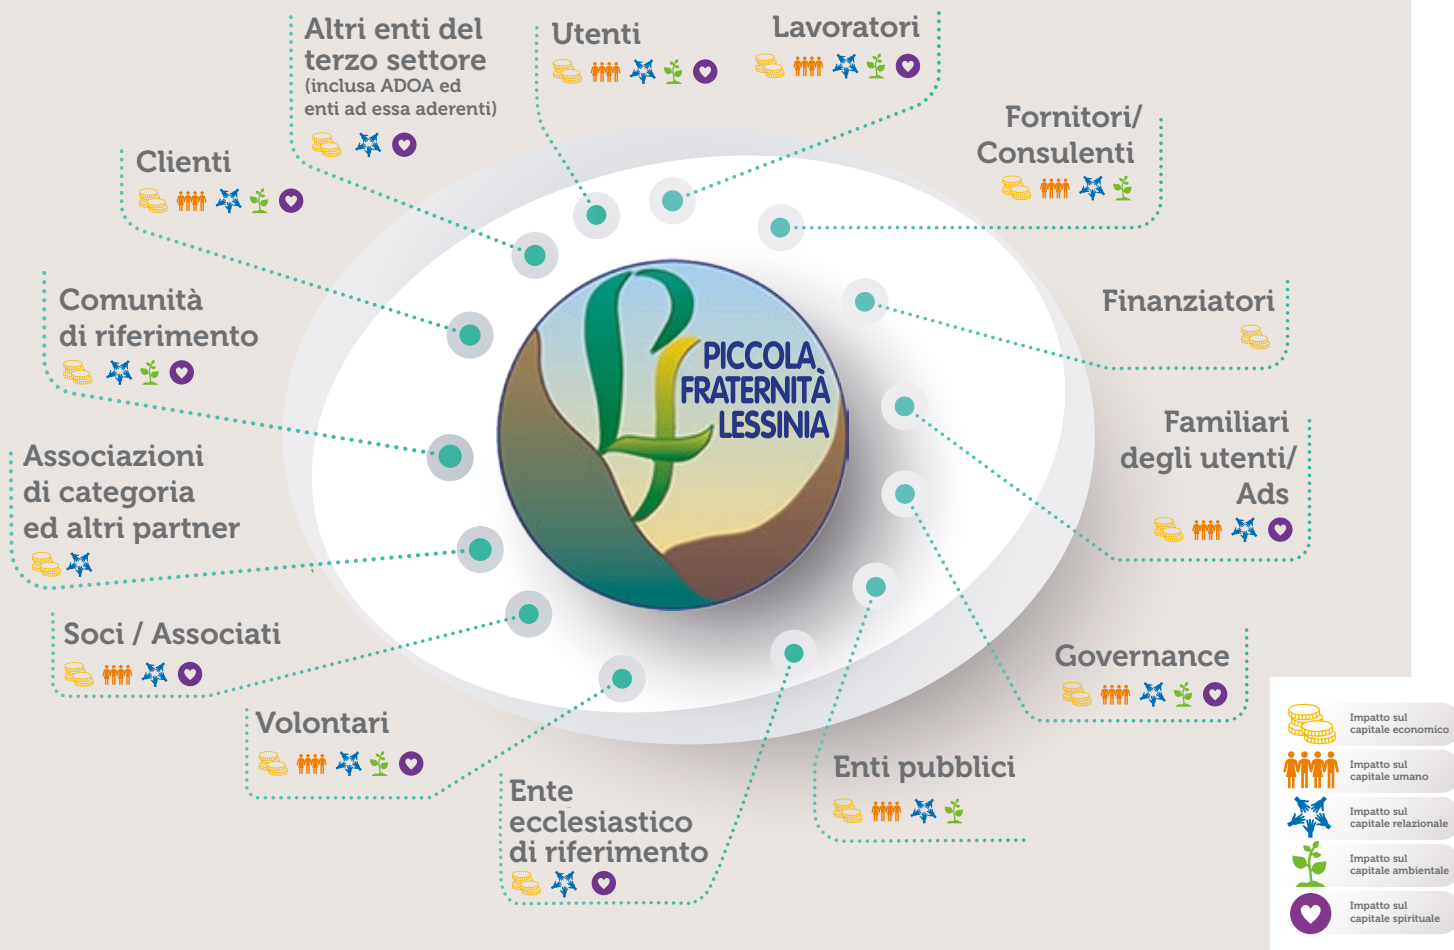 Altri enti del
terzo settore
(inclusa ADOA ed
enti ad essa aderenti)
Utenti
Lavoratori
Fornitori/
Consulenti
Clienti
Comunità
di riferimento
Finanziatori
PICCOLA
FRATERNITÀ
LESSINIA
Familiari
degli utenti/
Ads
Associazioni
di categoria
ed altri partner
Soci / Associati
Governance
Volontari
Enti pubblici
Ente
ecclesiastico
di riferimento
Impatto sul
capitale economico
Impatto sul
capitale umano
Impatto sul
capitale relazionale
Impatto sul
capitale ambientale
Impatto sul
capitale spirituale